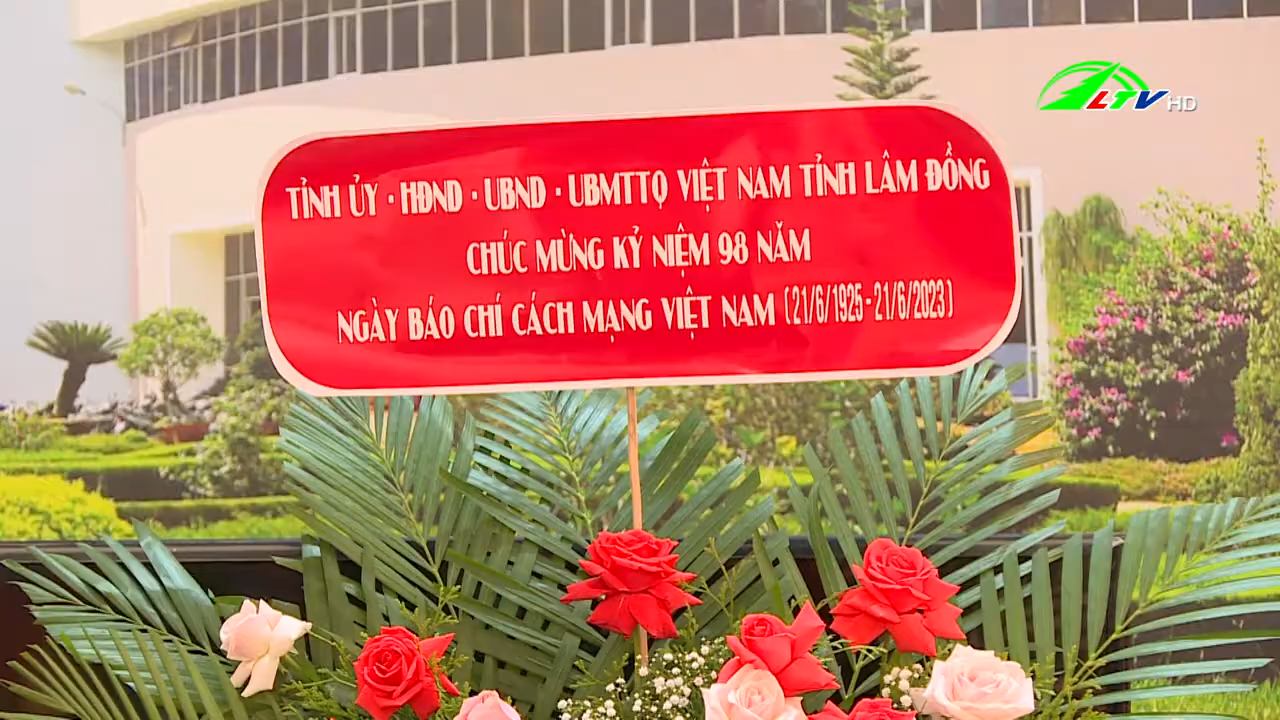 LTV HD
TỈNH ỦY • HĐND • UBND • UBMTTQ VIỆT NAM TỈNH LÂM ĐỒNG
CHÚC MỪNG KỶ NIỆM 98 NĂM
NGÀY BÁO CHÍ CÁCH MẠNG VIỆT NAM (21/6/1925-21/6/2023)